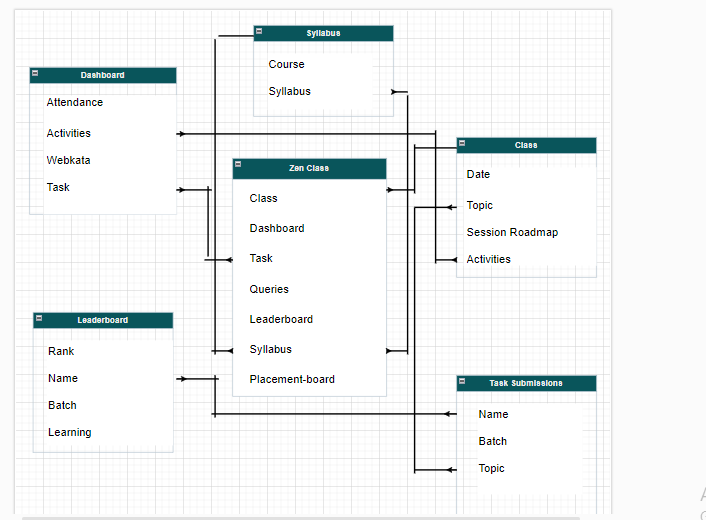 Syllabus
Course
Syllabus
Dashboard
Attendance
Activities
Webkata
Task
Zen Class
Class
Dashboard
Task
Queries
Leaderboard
Syllabus
Placement-board
Class
Date
Topic
Session Roadmap
Activities
Leaderboard
Rank
Name
Batch
Learning
Task Submissions
Name
Batch
Topic